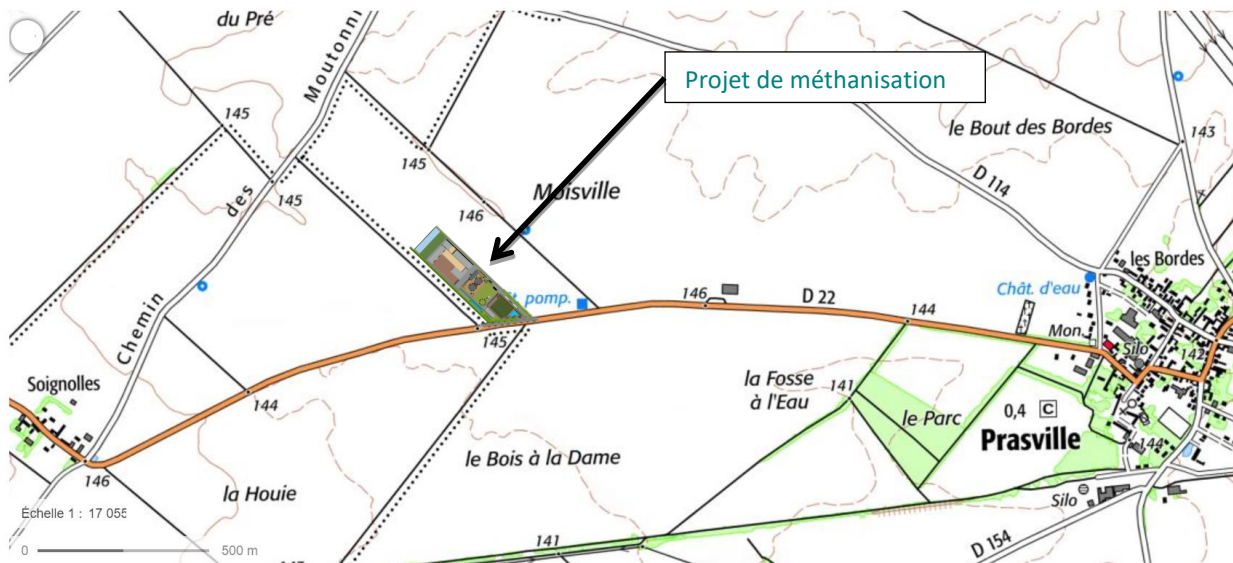 du Pré
Chemin des Moutonni
145
145
145
146
Moisville
Projet de méthanisation
le Bout des Bordes
143
D 114
les Bordes
Chât. d'eau
pomp.
146
D 22
144
Mon.
Silo
142
145
Soignolles
144
la Fosse
à l'Eau
141
le Parc
0,4 C
Prasville
144
le Bois à la Dame
146
la Houie
Silo
Échelle 1 : 17 055
0 500 m
141
D 154